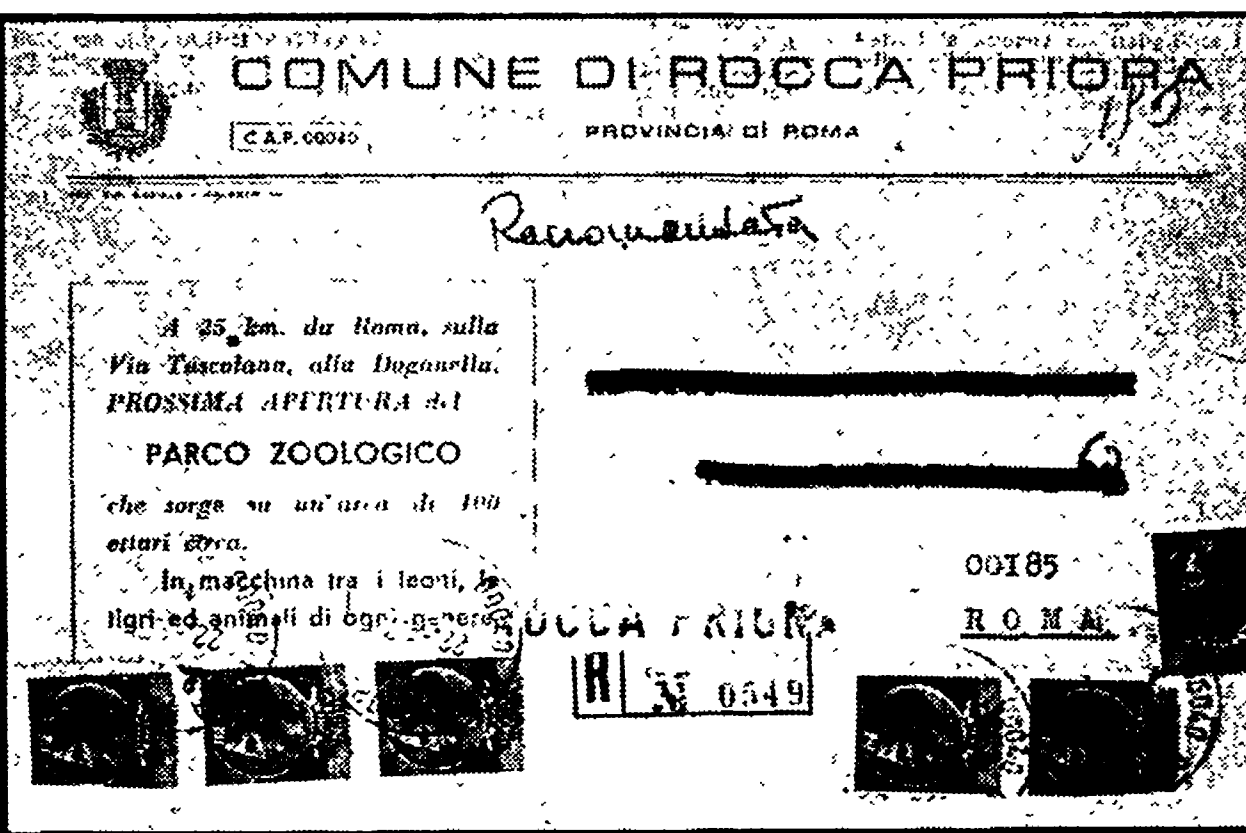 COMUNE DI ROCCA PRIORA
C.A.P. 00040
PROVINCIA DI ROMA
Raccomandata
A 25 km. da Roma, sulla
Via Tuscolana, alla Doganella,
PROSSIMA APERTURA del
PARCO ZOOLOGICO
che sorge su un'area di 100
ettari circa.
In macchina tra i leoni, le
tigri ed animali di ogni genere
00185
ROMA
ROCCA PRIORA
R 0549